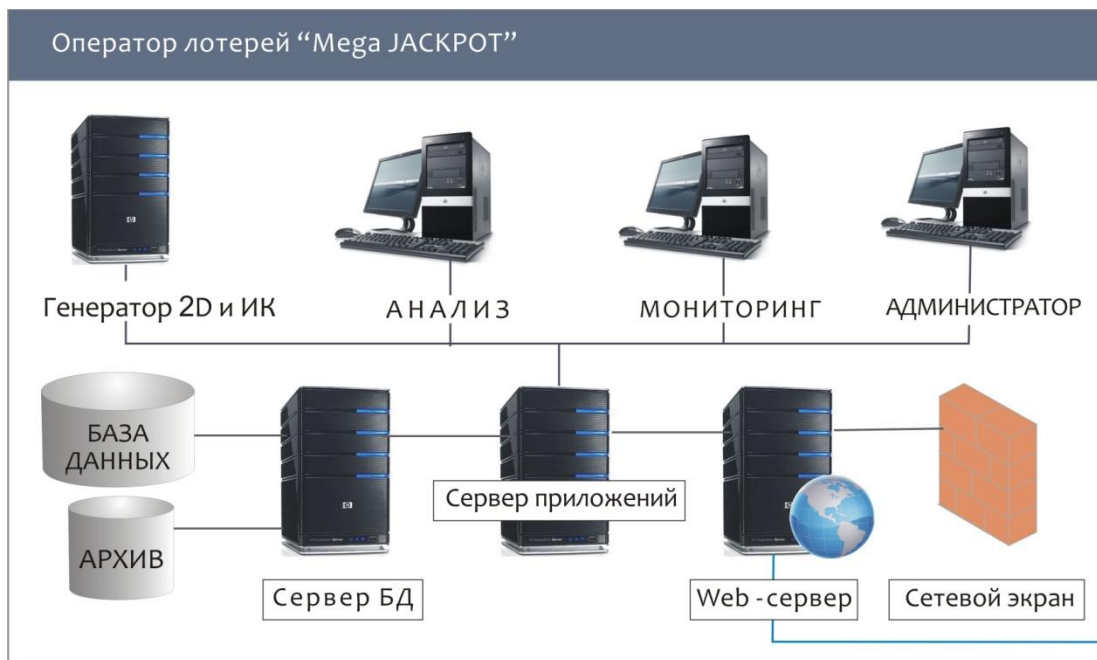 Оператор лотерей “Mega JACKPOT”
Генератор 2D и ИК
АНАЛИЗ
МОНИТОРИНГ
АДМИНИСТРАТОР
БАЗА
ДАННЫХ
АРХИВ
Сервер БД
Сервер приложений
Web -сервер
Сетевой экран